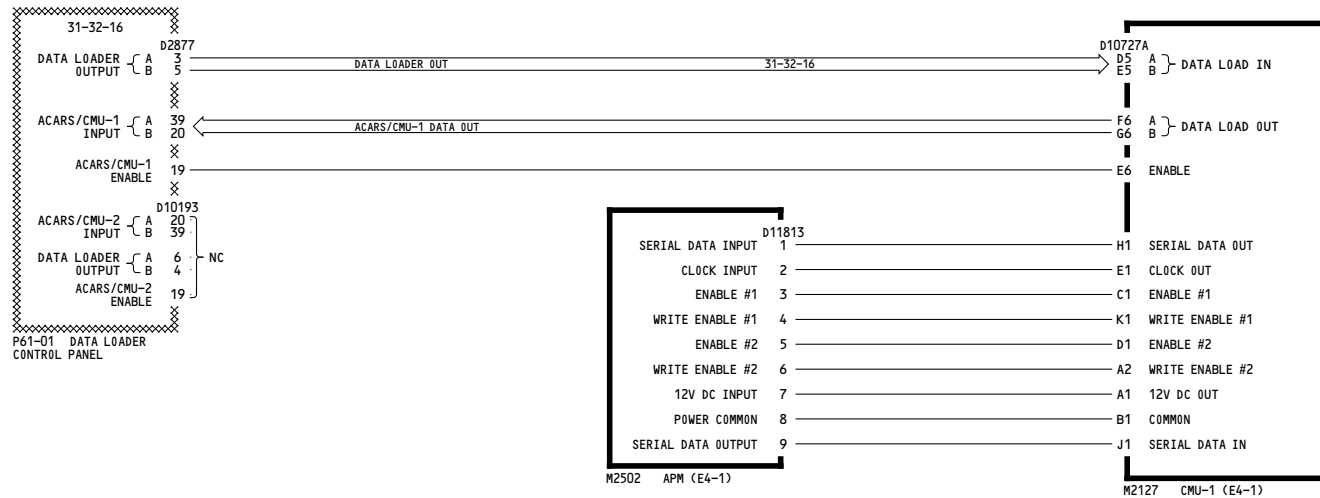 31-32-16
D2877
DATA LOADER OUTPUT A 3
B 5
DATA LOADER OUT 31-32-16
D10727A
D5 A
E5 B
DATA LOAD IN
ACARS/CMU-1 INPUT A 39
B 20
ACARS/CMU-1 DATA OUT
F6 A
G6 B
DATA LOAD OUT
ACARS/CMU-1 ENABLE 19
E6 ENABLE
D10193
ACARS/CMU-2 INPUT A 20
B 39
DATA LOADER OUTPUT A 6
B 4
NC
ACARS/CMU-2 ENABLE 19
P61-01 DATA LOADER
CONTROL PANEL
D11813
SERIAL DATA INPUT 1 H1 SERIAL DATA OUT
CLOCK INPUT 2 E1 CLOCK OUT
ENABLE #1 3 C1 ENABLE #1
WRITE ENABLE #1 4 K1 WRITE ENABLE #1
ENABLE #2 5 D1 ENABLE #2
WRITE ENABLE #2 6 A2 WRITE ENABLE #2
12V DC INPUT 7 A1 12V DC OUT
POWER COMMON 8 B1 COMMON
SERIAL DATA OUTPUT 9 J1 SERIAL DATA IN
M2502 APM (E4-1)
M2127 CMU-1 (E4-1)